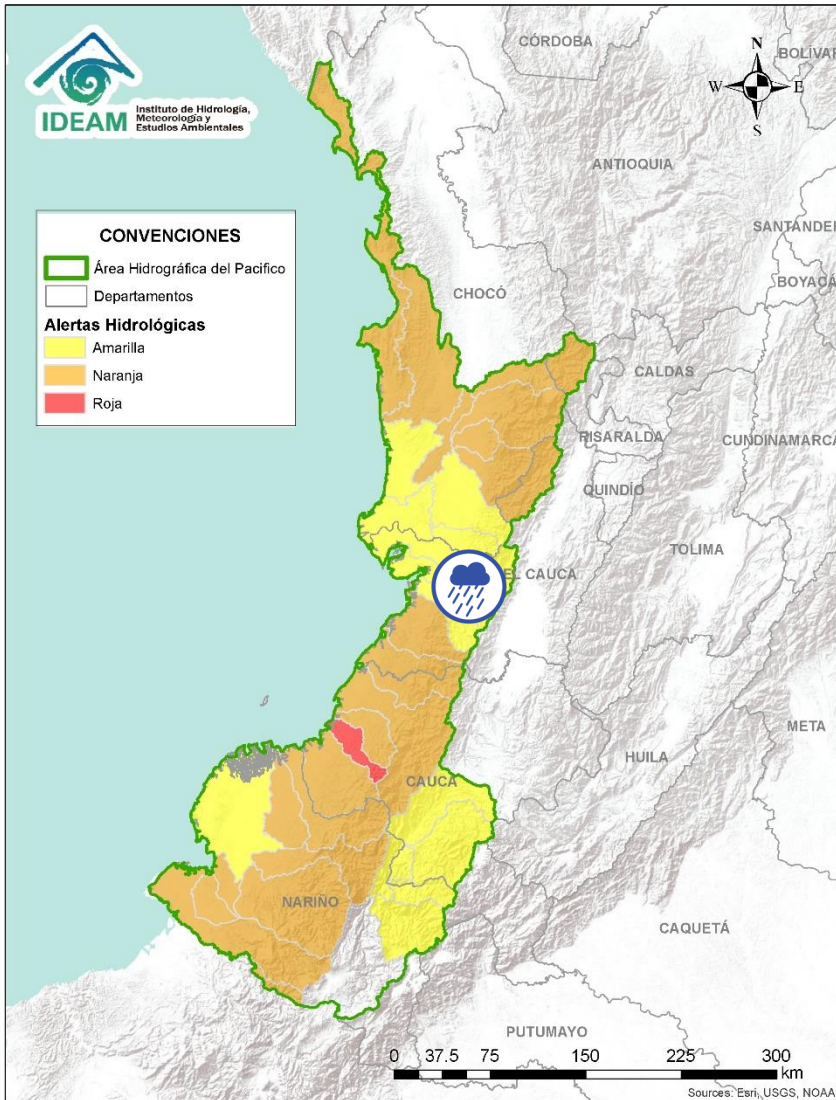 IDEAM
Instituto de Hidrología,
Meteorología y
Estudios Ambientales
CÓRDOBA
BOLÍVAR
N
W
E
S
ANTIOQUIA
SANTANDER
BOYACÁ
CONVENCIONES
Área Hidrográfica del Pacifico
Departamentos
Alertas Hidrológicas
Amarilla
Naranja
Roja
CHOCÓ
CALDAS
RISARALDA
CUNDINAMARCA
QUINDÍO
TOLIMA
EL CAUCA
META
HUILA
CAUCA
NARIÑO
CAQUETÁ
PUTUMAYO
0 37.5 75 150 225 300
km
Sources: Esri, USGS, NOAA